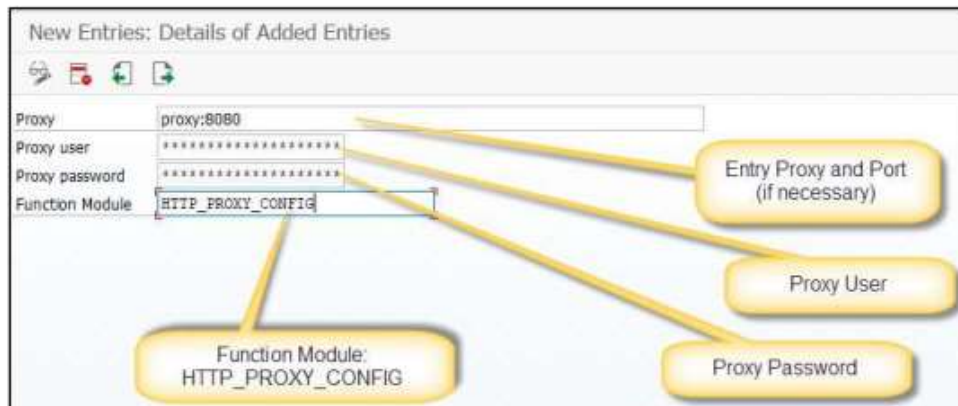 New Entries: Details of Added Entries
Proxy proxy:8080
Proxy user ********************
Proxy password ********************
Function Module HTTP_PROXY_CONFIG
Entry Proxy and Port
(if necessary)
Proxy User
Proxy Password
Function Module:
HTTP_PROXY_CONFIG